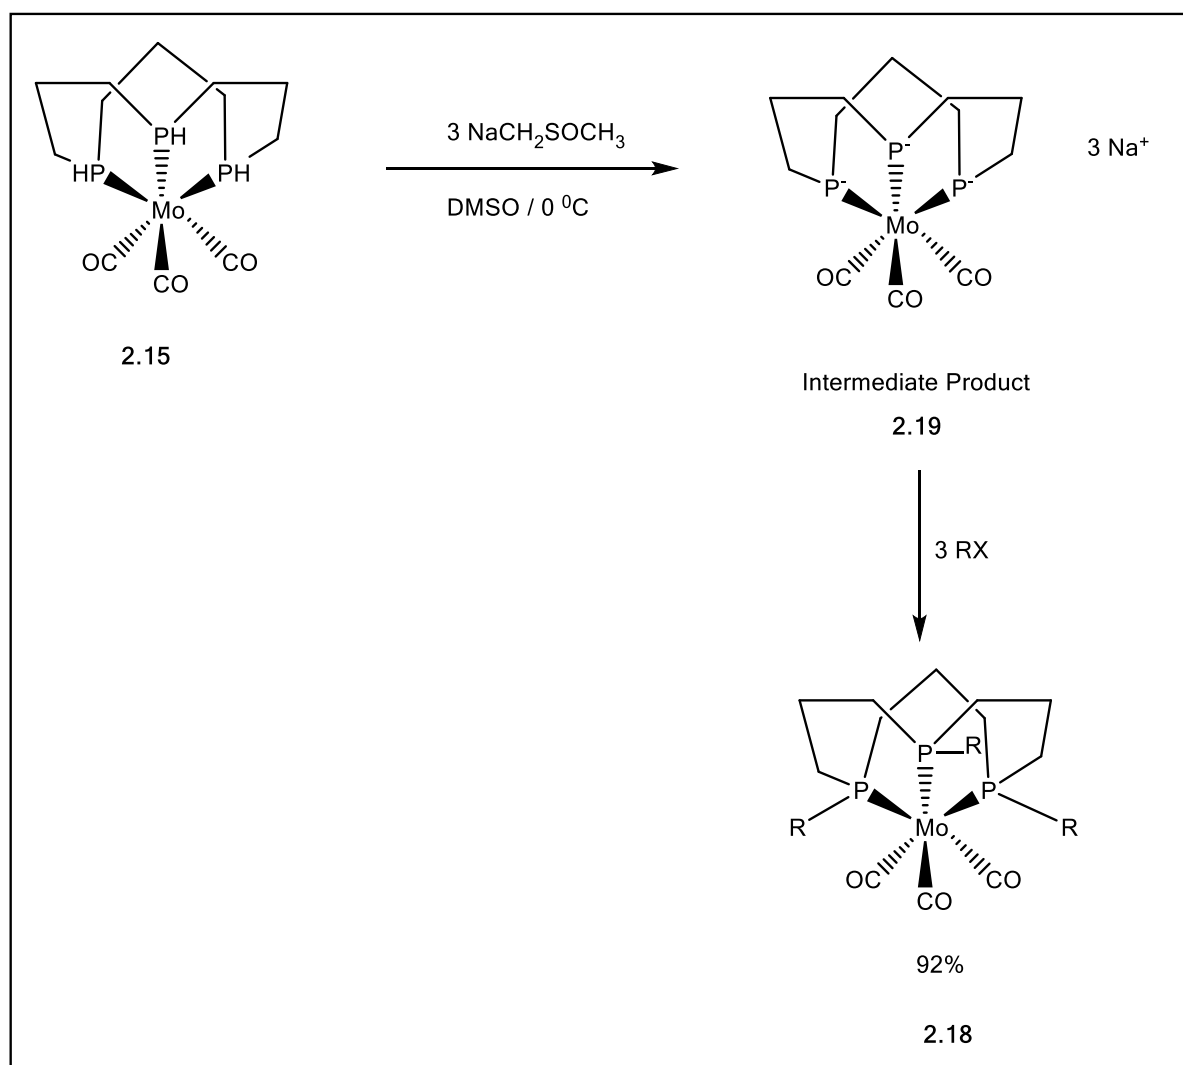 PH
HP PH
Mo
OC CO
CO
2.15
3 NaCH₂SOCH₃
DMSO / 0 ⁰C
P⁻
P⁻ P⁻
Mo
OC CO
CO
3 Na⁺
Intermediate Product
2.19
3 RX
P R
P P
R Mo R
OC CO
CO
92%
2.18